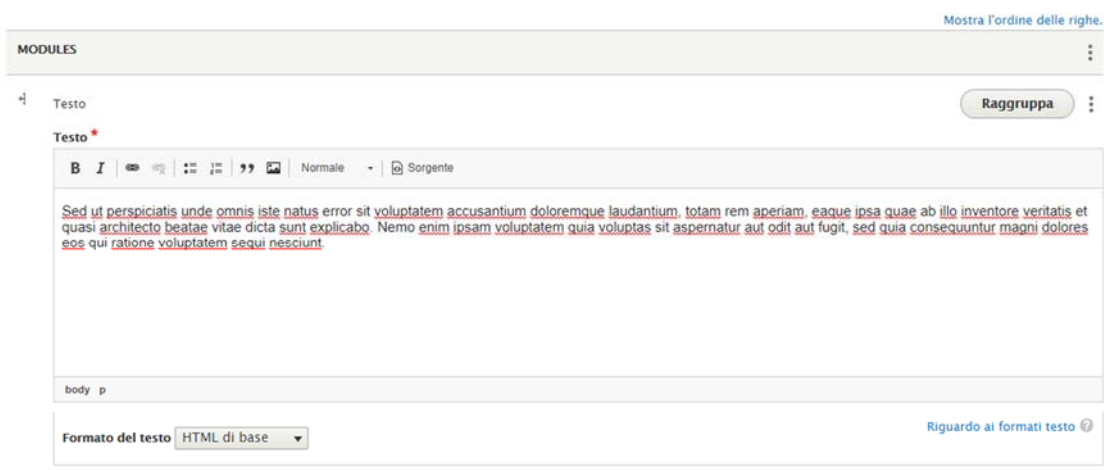 Mostra l'ordine delle righe.
MODULES
Testo
Raggruppa
Testo *
B I Normale Sorgente
Sed ut perspiciatis unde omnis iste natus error sit voluptatem accusantium doloremque laudantium, totam rem aperiam, eaque ipsa quae ab illo inventore veritatis et
quasi architecto beatae vitae dicta sunt explicabo. Nemo enim ipsam voluptatem quia voluptas sit aspernatur aut odit aut fugit, sed quia consequuntur magni dolores
eos qui ratione voluptatem sequi nesciunt.
body p
Riguardo ai formati testo ?
Formato del testo HTML di base